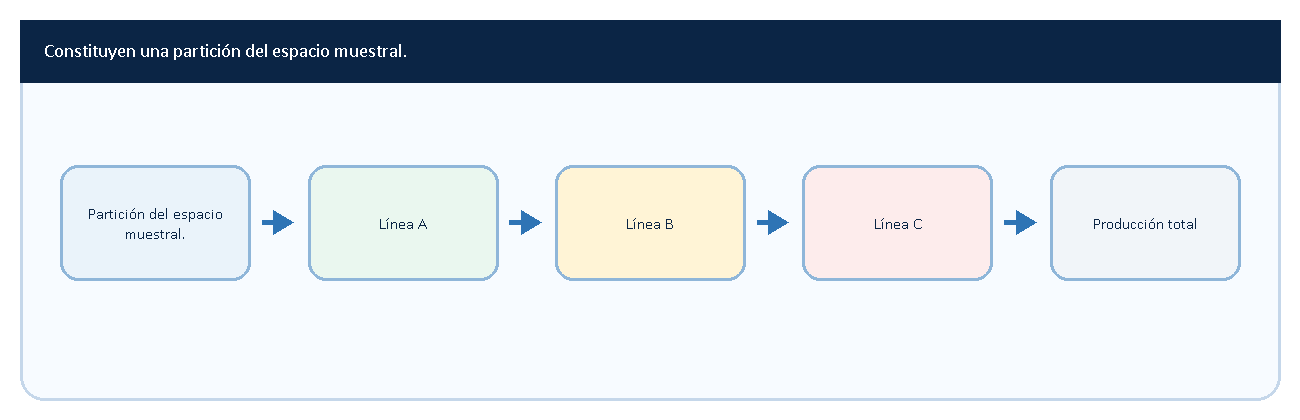 Constituyen una partición del espacio muestral.
Partición del espacio
muestral.
Línea A
Línea B
Línea C
Producción total